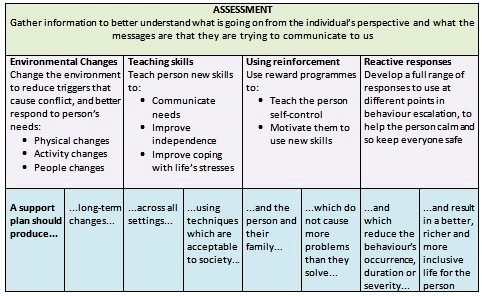 ASSESSMENT
Gather information to better understand what is going on from the individual's perspective and what the
messages are that they are trying to communicate to us
Environmental Changes
Change the environment
to reduce triggers that
cause conflict, and better
respond to person's
needs:
• Physical changes
• Activity changes
• People changes
Teaching skills
Teach person new skills
to:
• Communicate
needs
• Improve
independence
• Improve coping
with life's stresses
Using reinforcement
Use reward programmes
to:
• Teach the person
self-control
• Motivate them to
use new skills
Reactive responses
Develop a full range of
responses to use at
different points in
behaviour escalation, to
help the person calm and
so keep everyone safe
A support
plan should
produce...
...long-term
changes...
...across all
settings...
...using
techniques
which are
acceptable
to society...
...and the
person and
their
family...
...which do
not cause
more
problems
than they
solve...
...and
which
reduce the
behaviour's
occurrence,
duration or
severity...
...and result
in a better,
richer and
more
inclusive
life for the
person